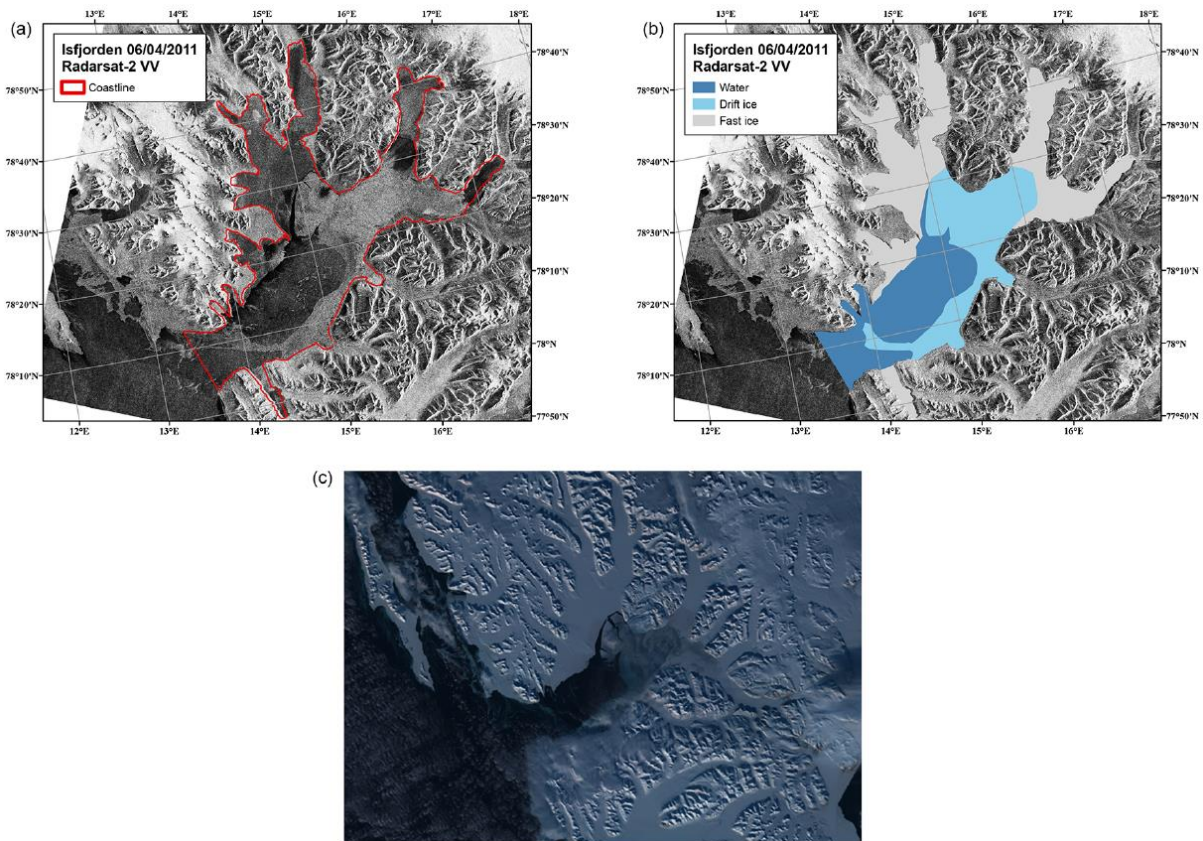 (a)
14°E 15°E 16°E 17°E 18°E
Isfjorden 06/04/2011
Radarsat-2 VV
Coastline
78°50'N
78°40'N
78°30'N
78°20'N
78°10'N
78°40'N
78°30'N
78°20'N
78°10'N
78°N
77°50'N
12°E 13°E 14°E 15°E 16°E
(b)
14°E 15°E 16°E 17°E 18°E
Isfjorden 06/04/2011
Radarsat-2 VV
Water
Drift ice
Fast ice
78°50'N
78°40'N
78°30'N
78°20'N
78°10'N
78°40'N
78°30'N
78°20'N
78°10'N
78°N
77°50'N
12°E 13°E 14°E 15°E 16°E
(c)